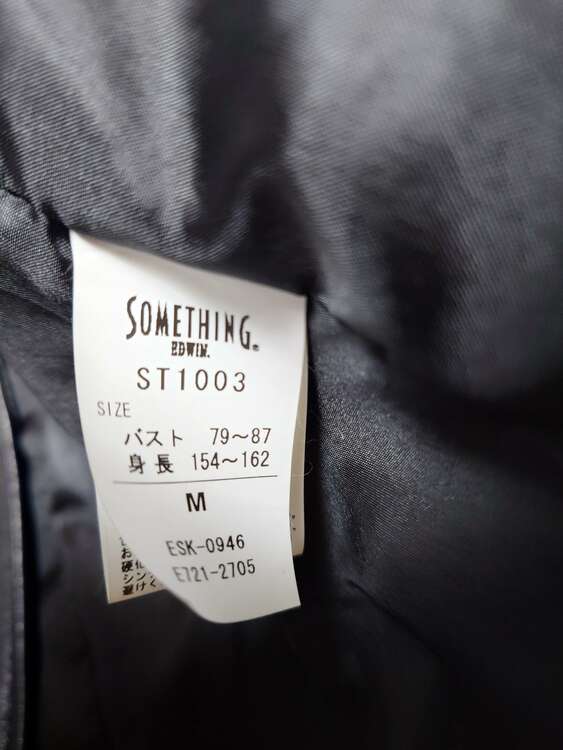 SOMETHING®
EDWIN.
ST1003
SIZE
バスト 79～87
身長 154～162
M
ESK-0946
E721-2705